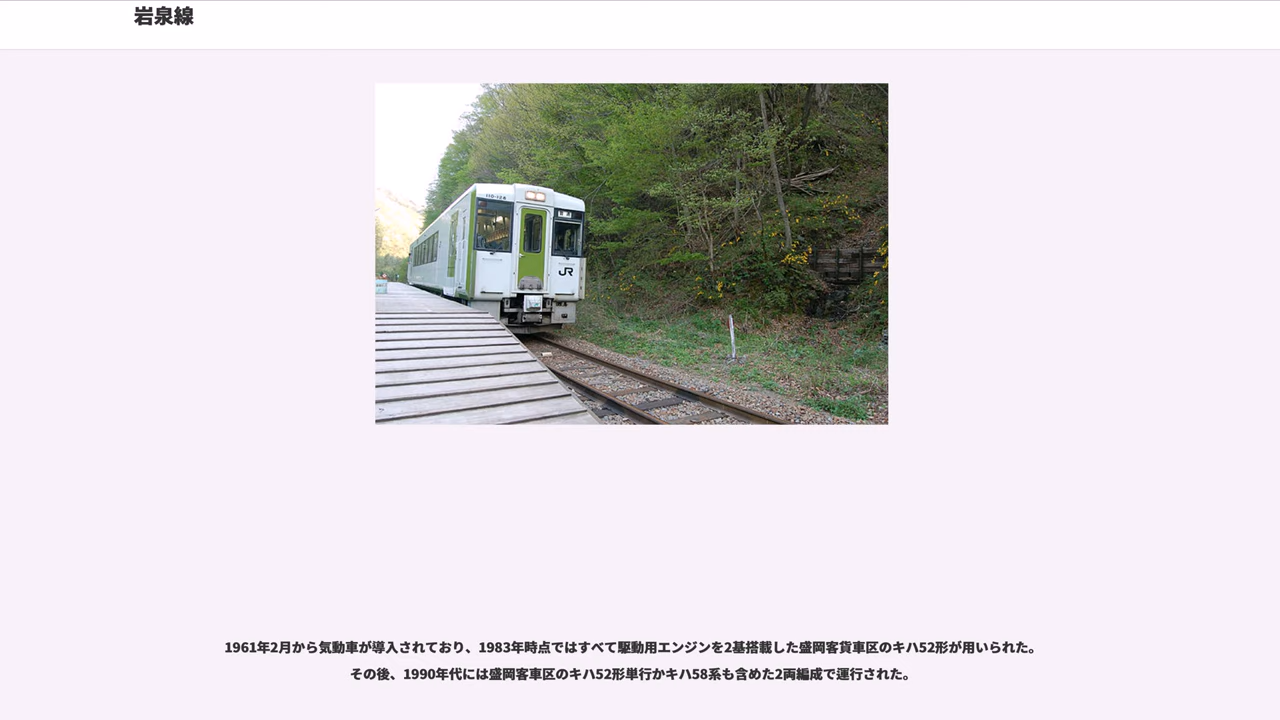 岩泉線
110-124
JR
1961年2月から気動車が導入されており、1983年時点ではすべて駆動用エンジンを2基搭載した盛岡客貨車区のキハ52形が用いられた。
その後、1990年代には盛岡客車区のキハ52形単行かキハ58系も含めた2両編成で運行された。